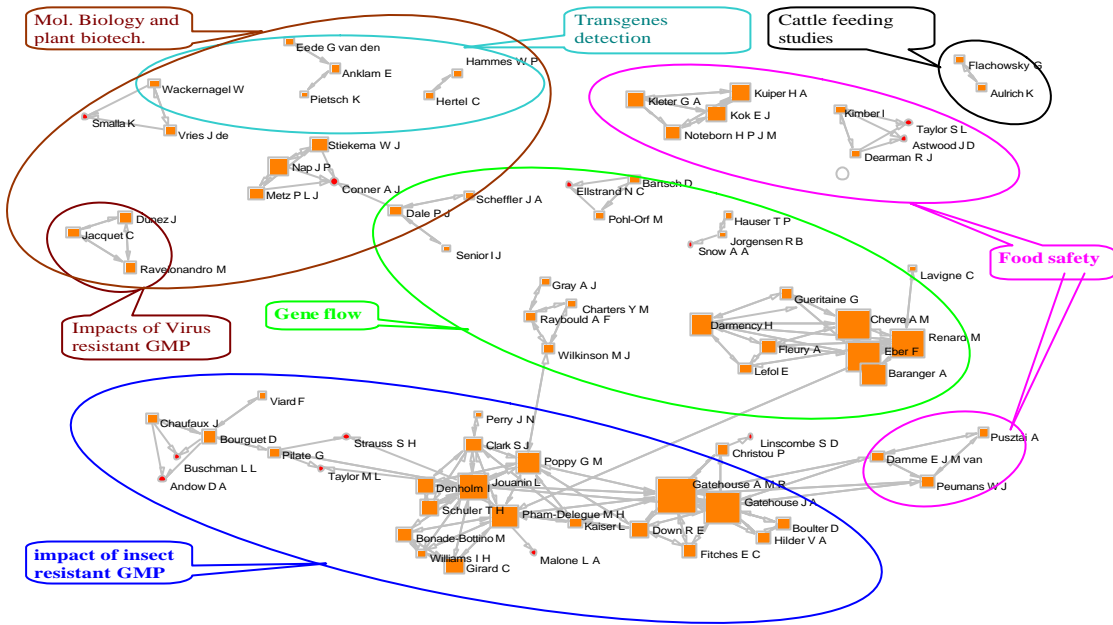 Mol. Biology and
plant biotech.
Transgenes
detection
Cattle feeding
studies
Eede G van den
Anklam E
Pietsch K
Hammes W P
Hertel C
Wackernagel W
Smalla K
Vries J de
Flachowsky G
Aulrich K
Kleter G A
Kuiper H A
Kok E J
Noteborn H P J M
Kimber I
Taylor S L
Astwood J D
Dearman R J
Stiekema W J
Nap J P
Conner A J
Metz P L J
Dale P J
Scheffler J A
Senior I J
Ellstrand N C
Bartsch D
Pohl-Orf M
Hauser T P
Jorgensen R B
Snow A A
Dunez J
Jacquet C
Ravelonandro M
Impacts of Virus
resistant GMP
Gene flow
Food safety
Gray A J
Charters Y M
Raybould A F
Wilkinson M J
Lavigne C
Gueritaine G
Chevre A M
Darmency H
Renard M
Fleury A
Eber F
Lefol E
Baranger A
Viard F
Chaufaux J
Bourguet D
Buschman L L
Andow D A
Pilate G
Strauss S H
Taylor M L
Perry J N
Clark S J
Poppy G M
Jouanin L
Denholm I
Schuler T H
Pham-Delegue M H
Kaiser L
Bonade-Bottino M
Williams I H
Girard C
Malone L A
Linscombe S D
Christou P
Gatehouse A M R
Gatehouse J A
Down R E
Boulter D
Hilder V A
Fitches E C
Pusztai A
Damme E J M van
Peumans W J
impact of insect
resistant GMP